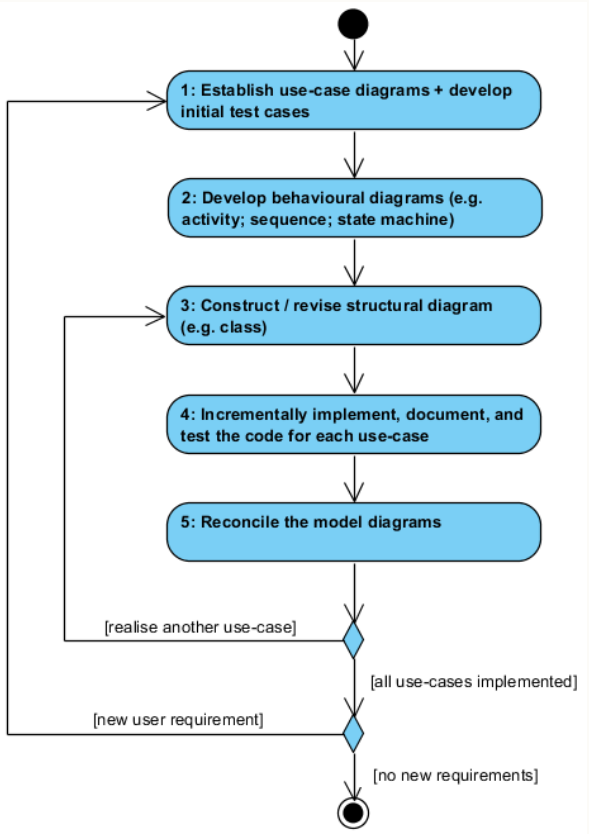 1: Establish use-case diagrams + develop
initial test cases
2: Develop behavioural diagrams (e.g.
activity; sequence; state machine)
3: Construct / revise structural diagram
(e.g. class)
4: Incrementally implement, document, and
test the code for each use-case
5: Reconcile the model diagrams
[realise another use-case]
[all use-cases implemented]
[new user requirement]
[no new requirements]